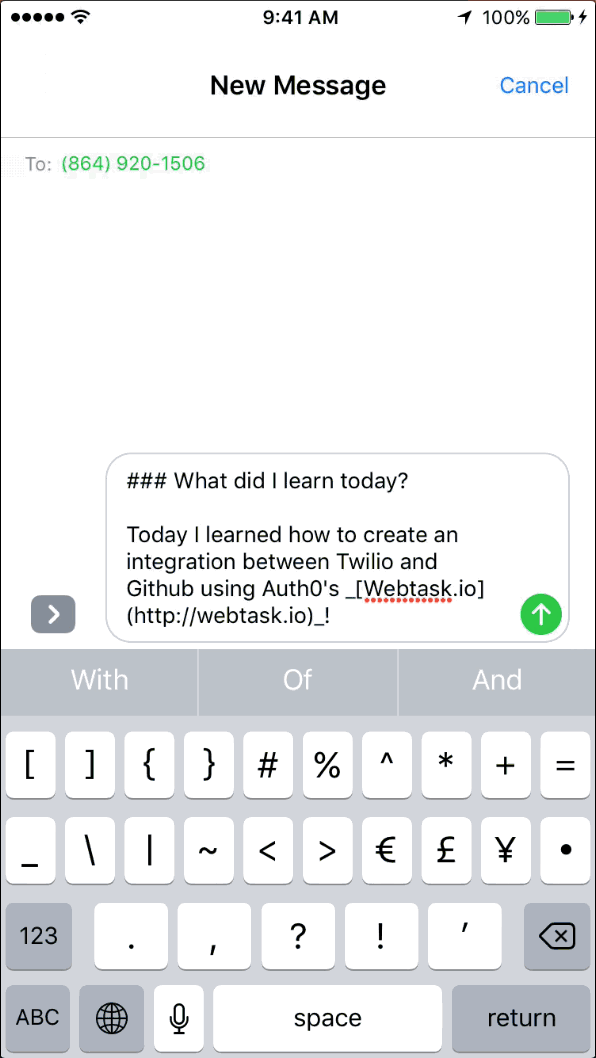 9:41 AM 100%
New Message Cancel
To: (864) 920-1506
### What did I learn today?
Today I learned how to create an
integration between Twilio and
Github using Auth0's _[Webtask.io]
(http://webtask.io)_!
With Of And
[ ] { } # % ^ * + =
_ \ | ~ < > € £ ¥ •
123 . , ? ! ′
ABC space return